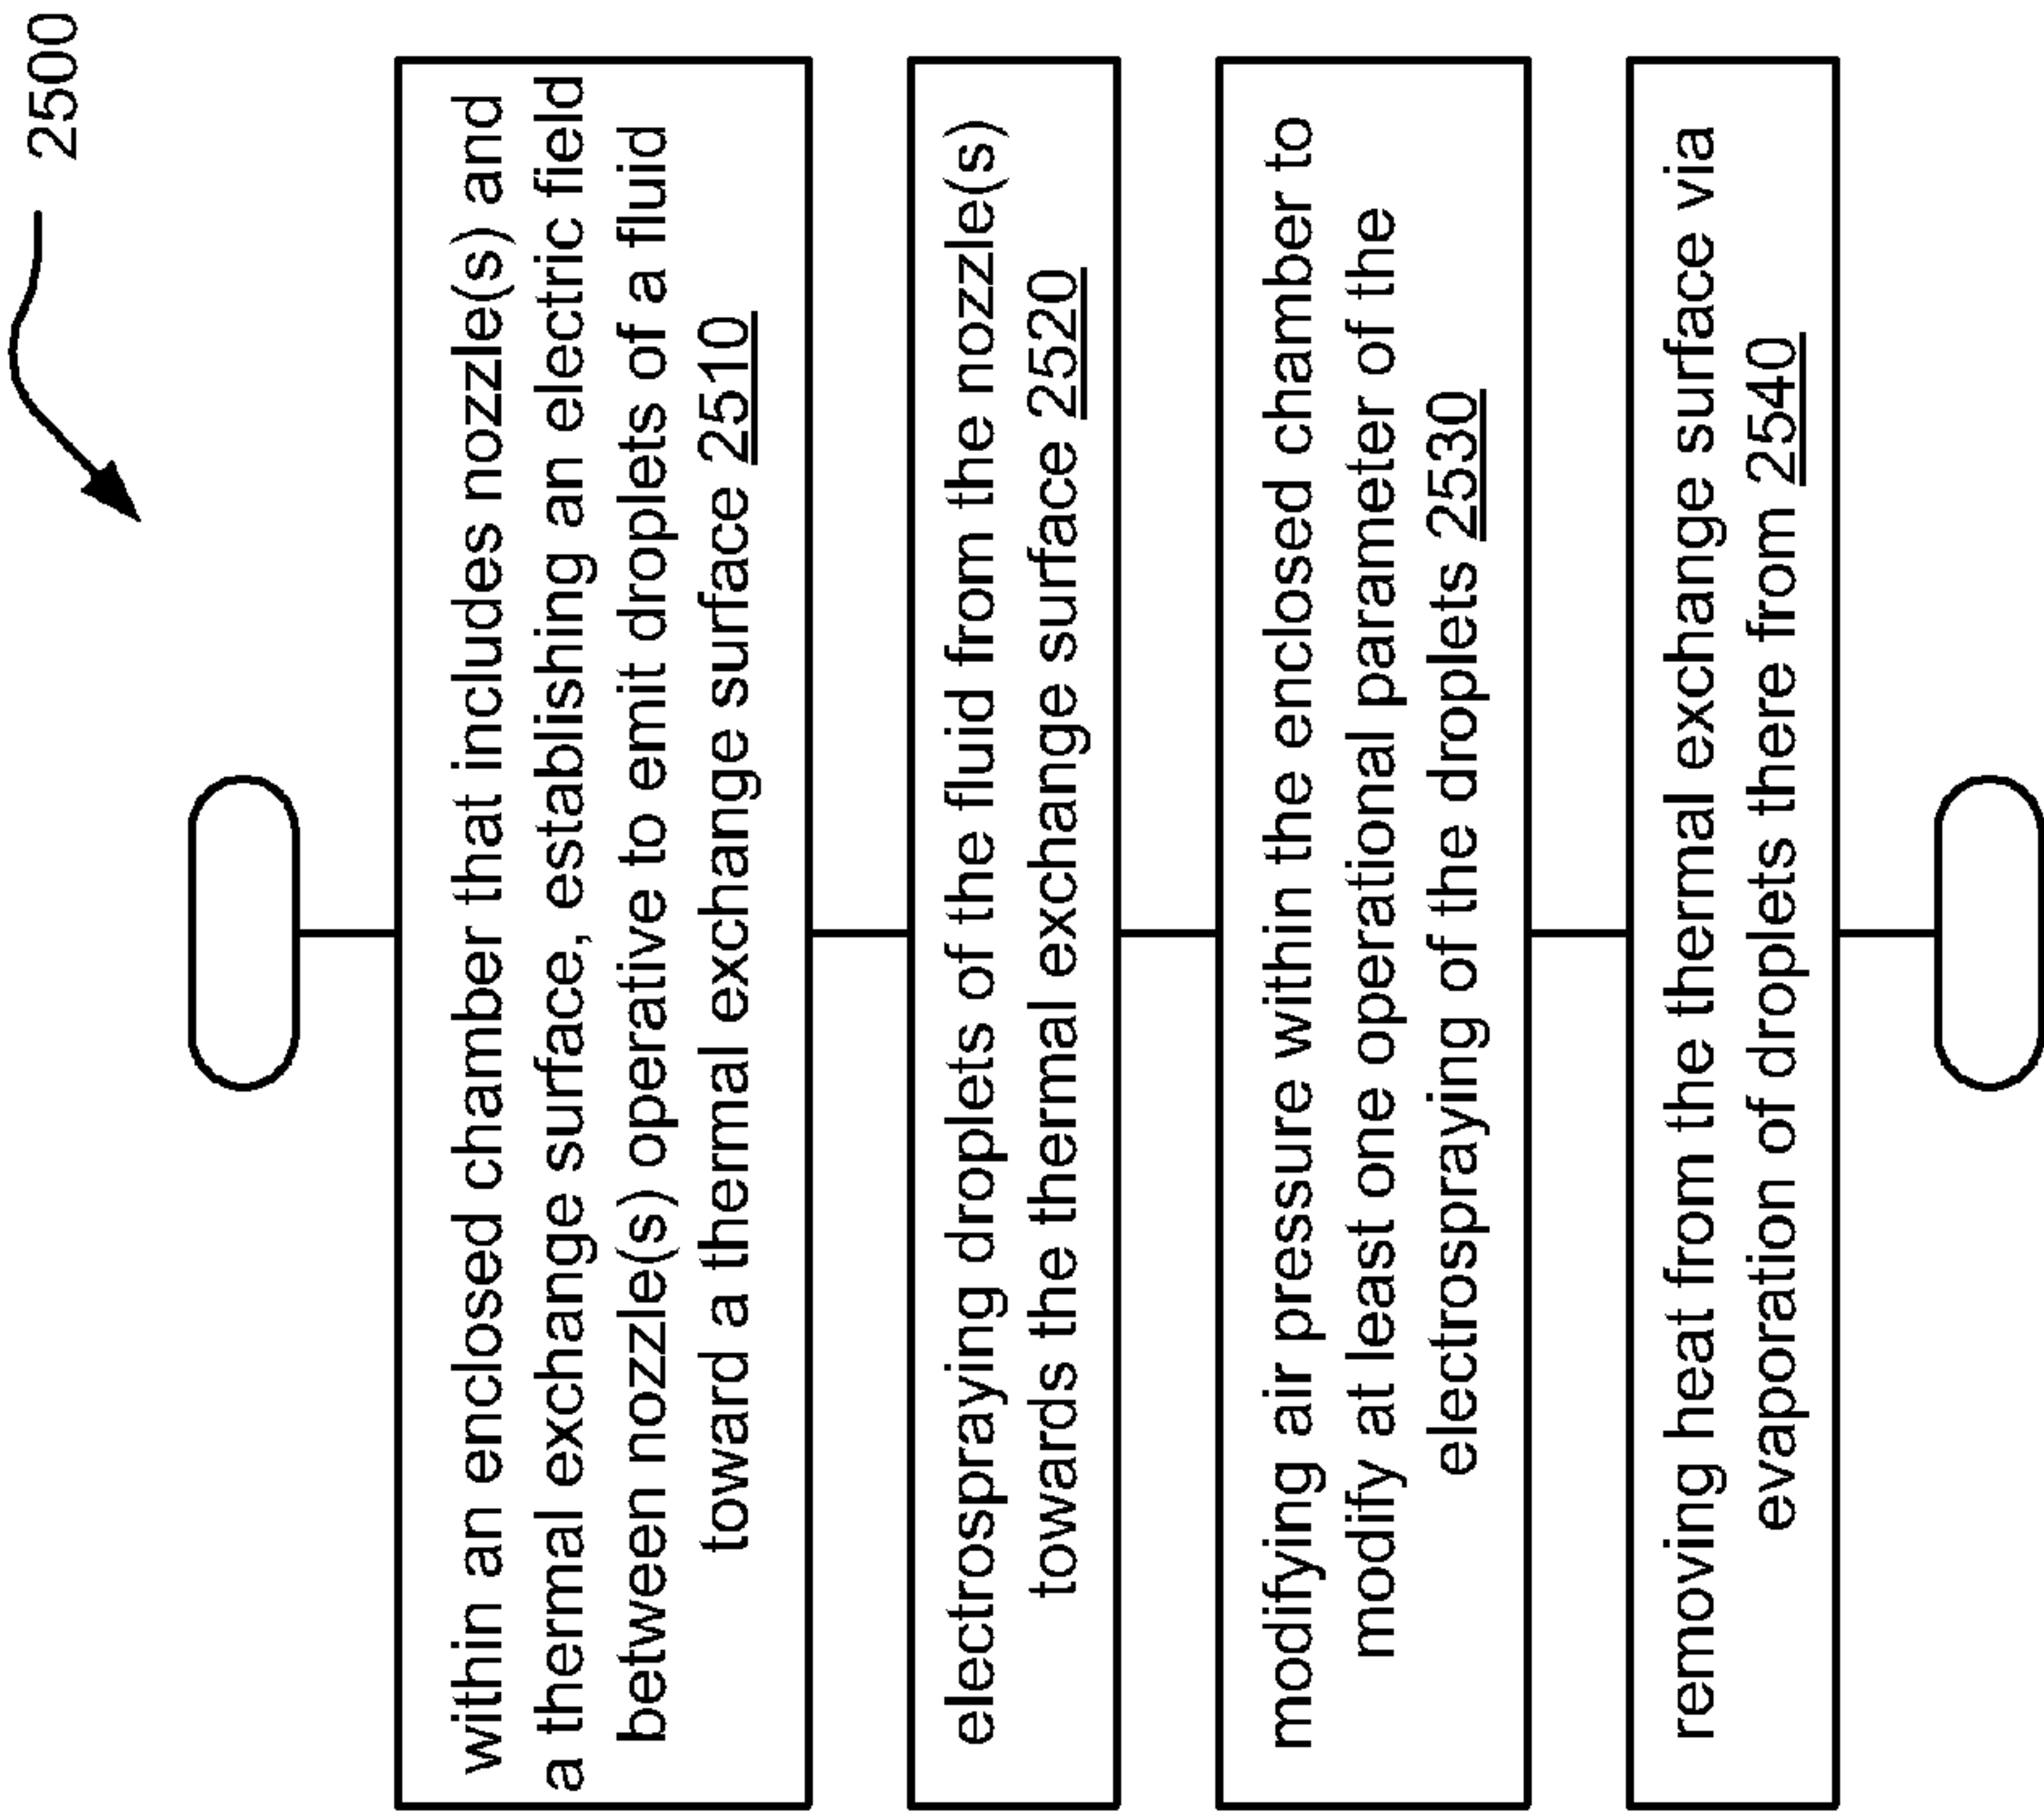 2500
within an enclosed chamber that includes nozzle(s) and
a thermal exchange surface, establishing an electric field
between nozzle(s) operative to emit droplets of a fluid
toward a thermal exchange surface 2510
electrospraying droplets of the fluid from the nozzle(s)
towards the thermal exchange surface 2520
modifying air pressure within the enclosed chamber to
modify at least one operational parameter of the
electrospraying of the droplets 2530
removing heat from the thermal exchange surface via
evaporation of droplets there from 2540